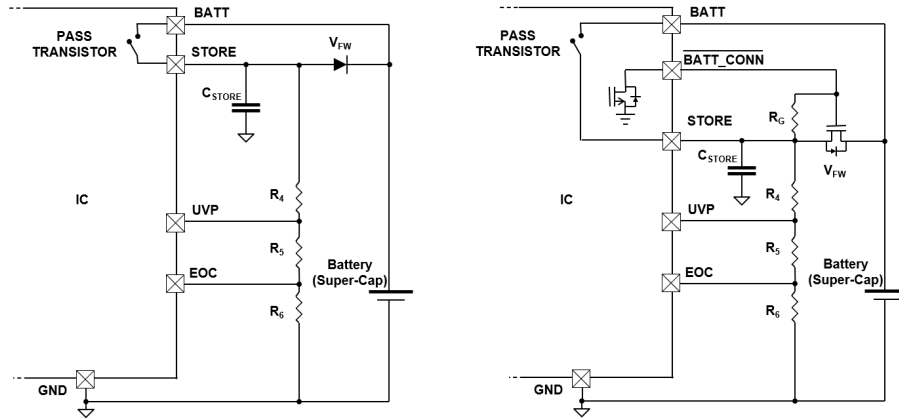 BATT
PASS
TRANSISTOR
STORE
VFW
CSTORE
IC
R4
UVP
R5
EOC
Battery
(Super-Cap)
R6
GND
BATT
PASS
TRANSISTOR
BATT_CONN
STORE
RG
CSTORE
VFW
IC
R4
UVP
R5
EOC
Battery
(Super-Cap)
R6
GND